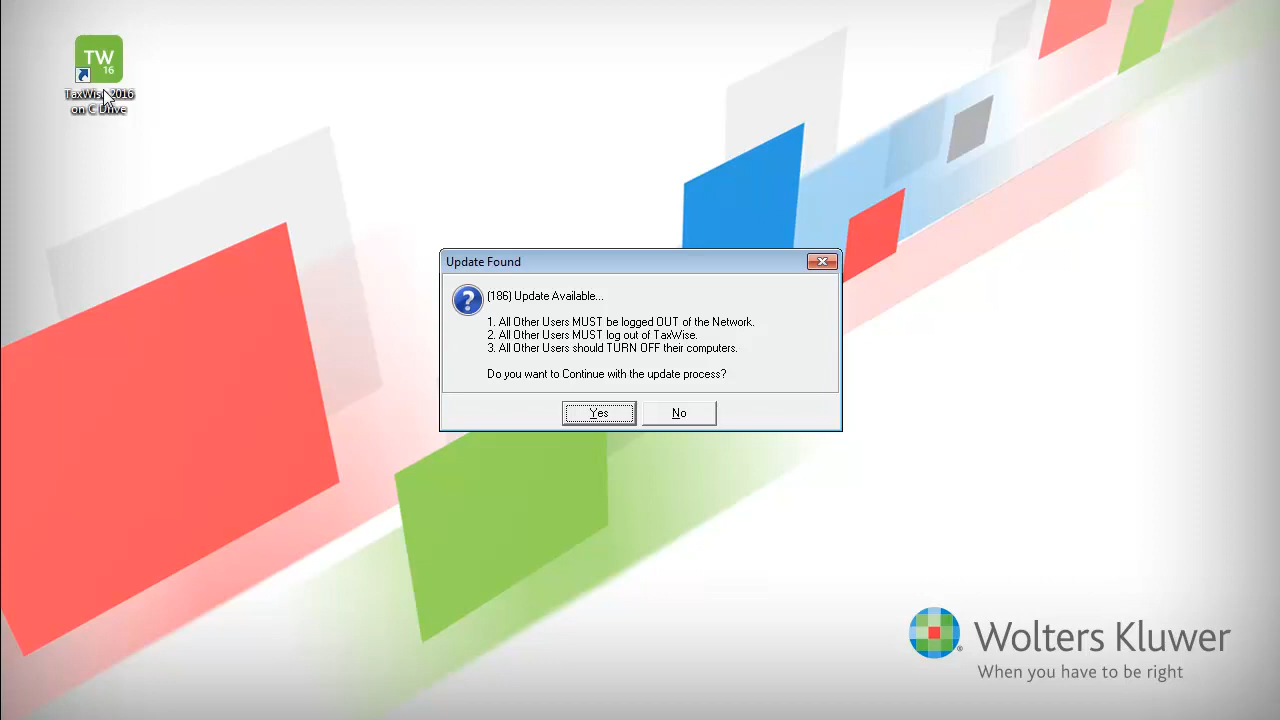 TW
16
TaxWise 2016
on C Drive
Update Found
(186) Update Available...
1. All Other Users MUST be logged OUT of the Network.
2. All Other Users MUST log out of TaxWise.
3. All Other Users should TURN OFF their computers.
Do you want to Continue with the update process?
Yes No
Wolters Kluwer
When you have to be right